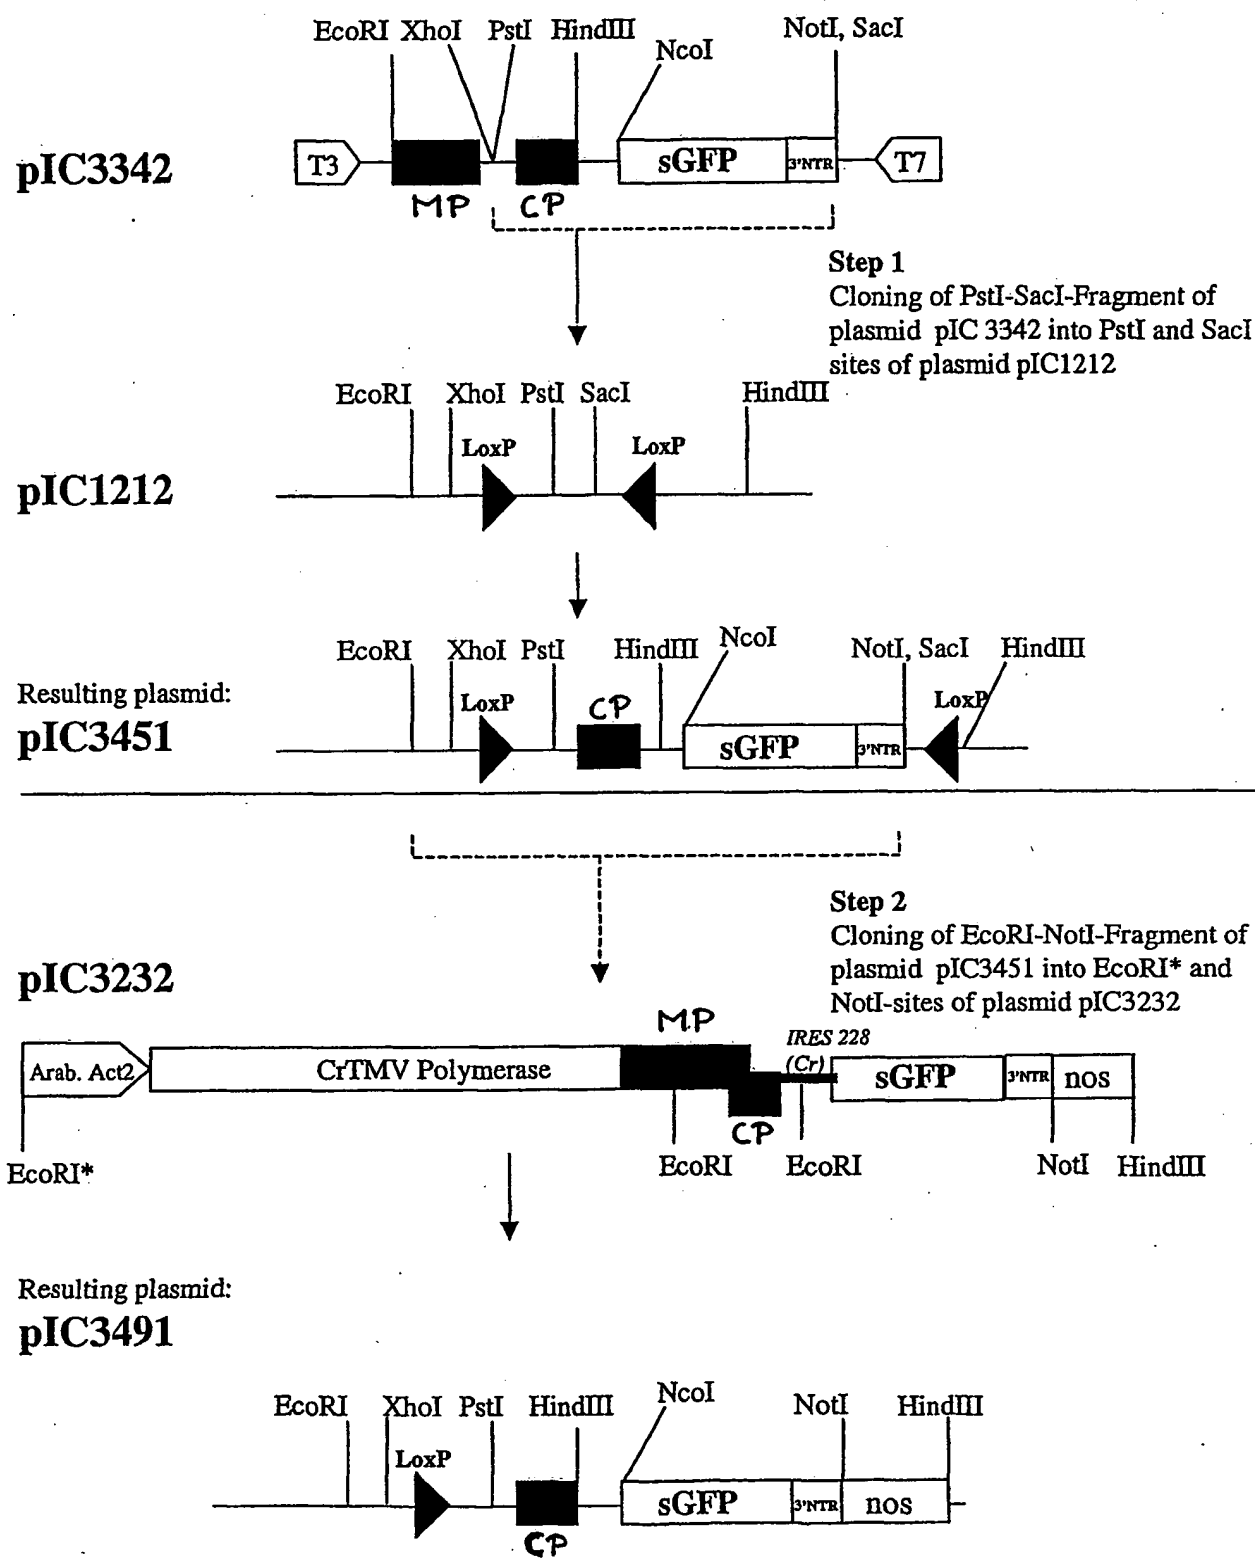 EcoRI XhoI PstI HindIII NotI, SacI
NcoI
pIC3342
T3 sGFP 3'NTR T7
MP CP
Step 1
Cloning of PstI-SacI-Fragment of
plasmid pIC 3342 into PstI and SacI
sites of plasmid pIC1212
EcoRI XhoI PstI SacI HindIII
LoxP LoxP
pIC1212
EcoRI XhoI PstI HindIII NcoI NotI, SacI HindIII
Resulting plasmid:
LoxP CP LoxP
pIC3451
sGFP 3'NTR
Step 2
Cloning of EcoRI-NotI-Fragment of
plasmid pIC3451 into EcoRI* and
NotI-sites of plasmid pIC3232
pIC3232
MP
IRES 228
(Cr)
Arab. Act2 CrTMV Polymerase sGFP 3'NTR nos
CP
EcoRI* EcoRI EcoRI NotI HindIII
Resulting plasmid:
pIC3491
EcoRI XhoI PstI HindIII NcoI NotI HindIII
LoxP
sGFP 3'NTR nos
CP